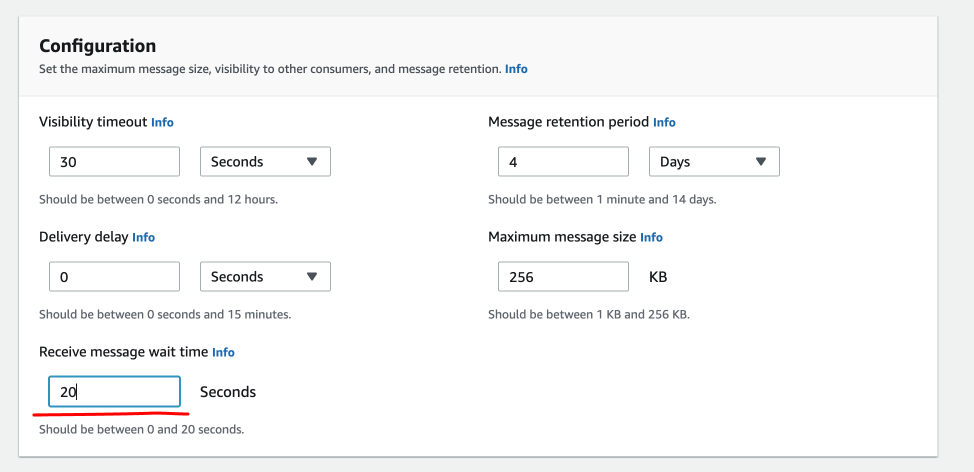 Configuration
Set the maximum message size, visibility to other consumers, and message retention. Info
Visibility timeout Info
30 Seconds
Should be between 0 seconds and 12 hours.
Message retention period Info
4 Days
Should be between 1 minute and 14 days.
Delivery delay Info
0 Seconds
Should be between 0 seconds and 15 minutes.
Maximum message size Info
256 KB
Should be between 1 KB and 256 KB.
Receive message wait time Info
20 Seconds
Should be between 0 and 20 seconds.